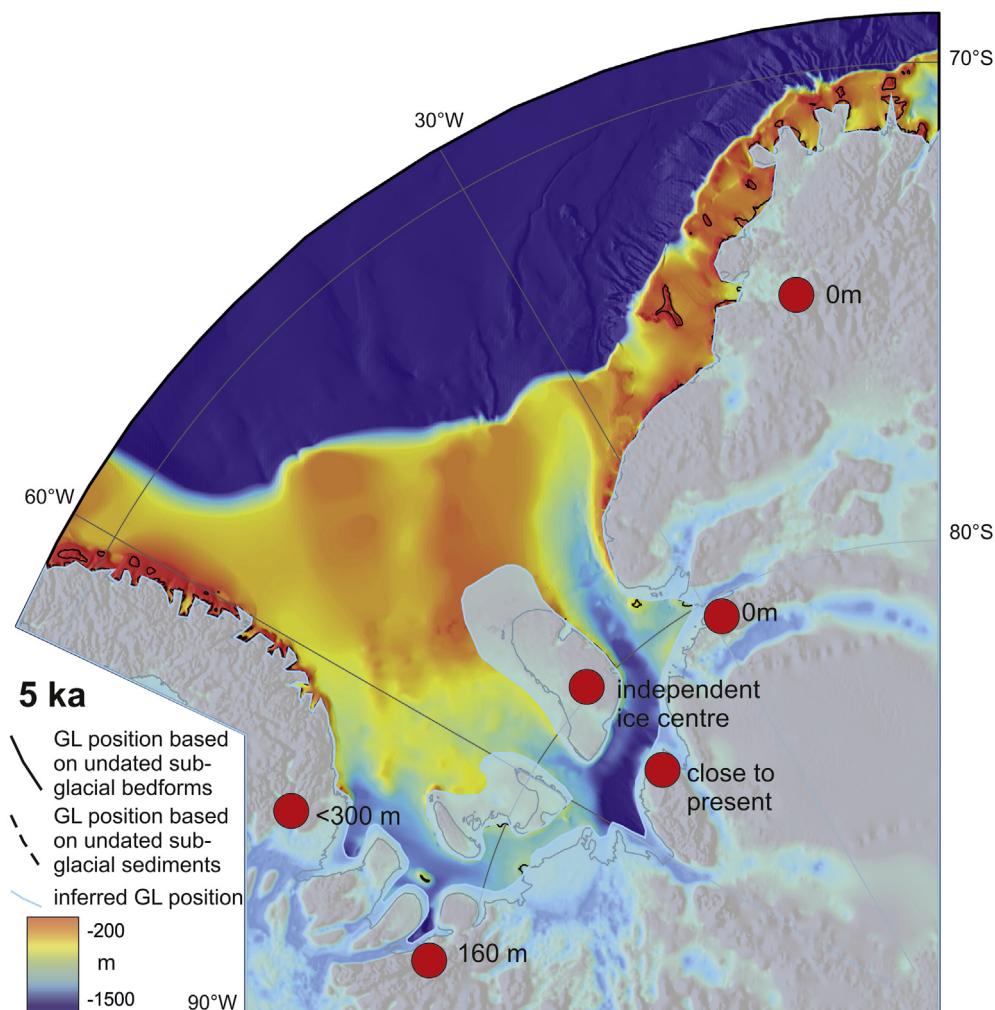 70°S
30°W
0m
60°W
80°S
0m
independent
ice centre
5 ka
close to
present
GL position based
on undated sub-
glacial bedforms
<300 m
GL position based
on undated sub-
glacial sediments
inferred GL position
-200
m
-1500
160 m
90°W